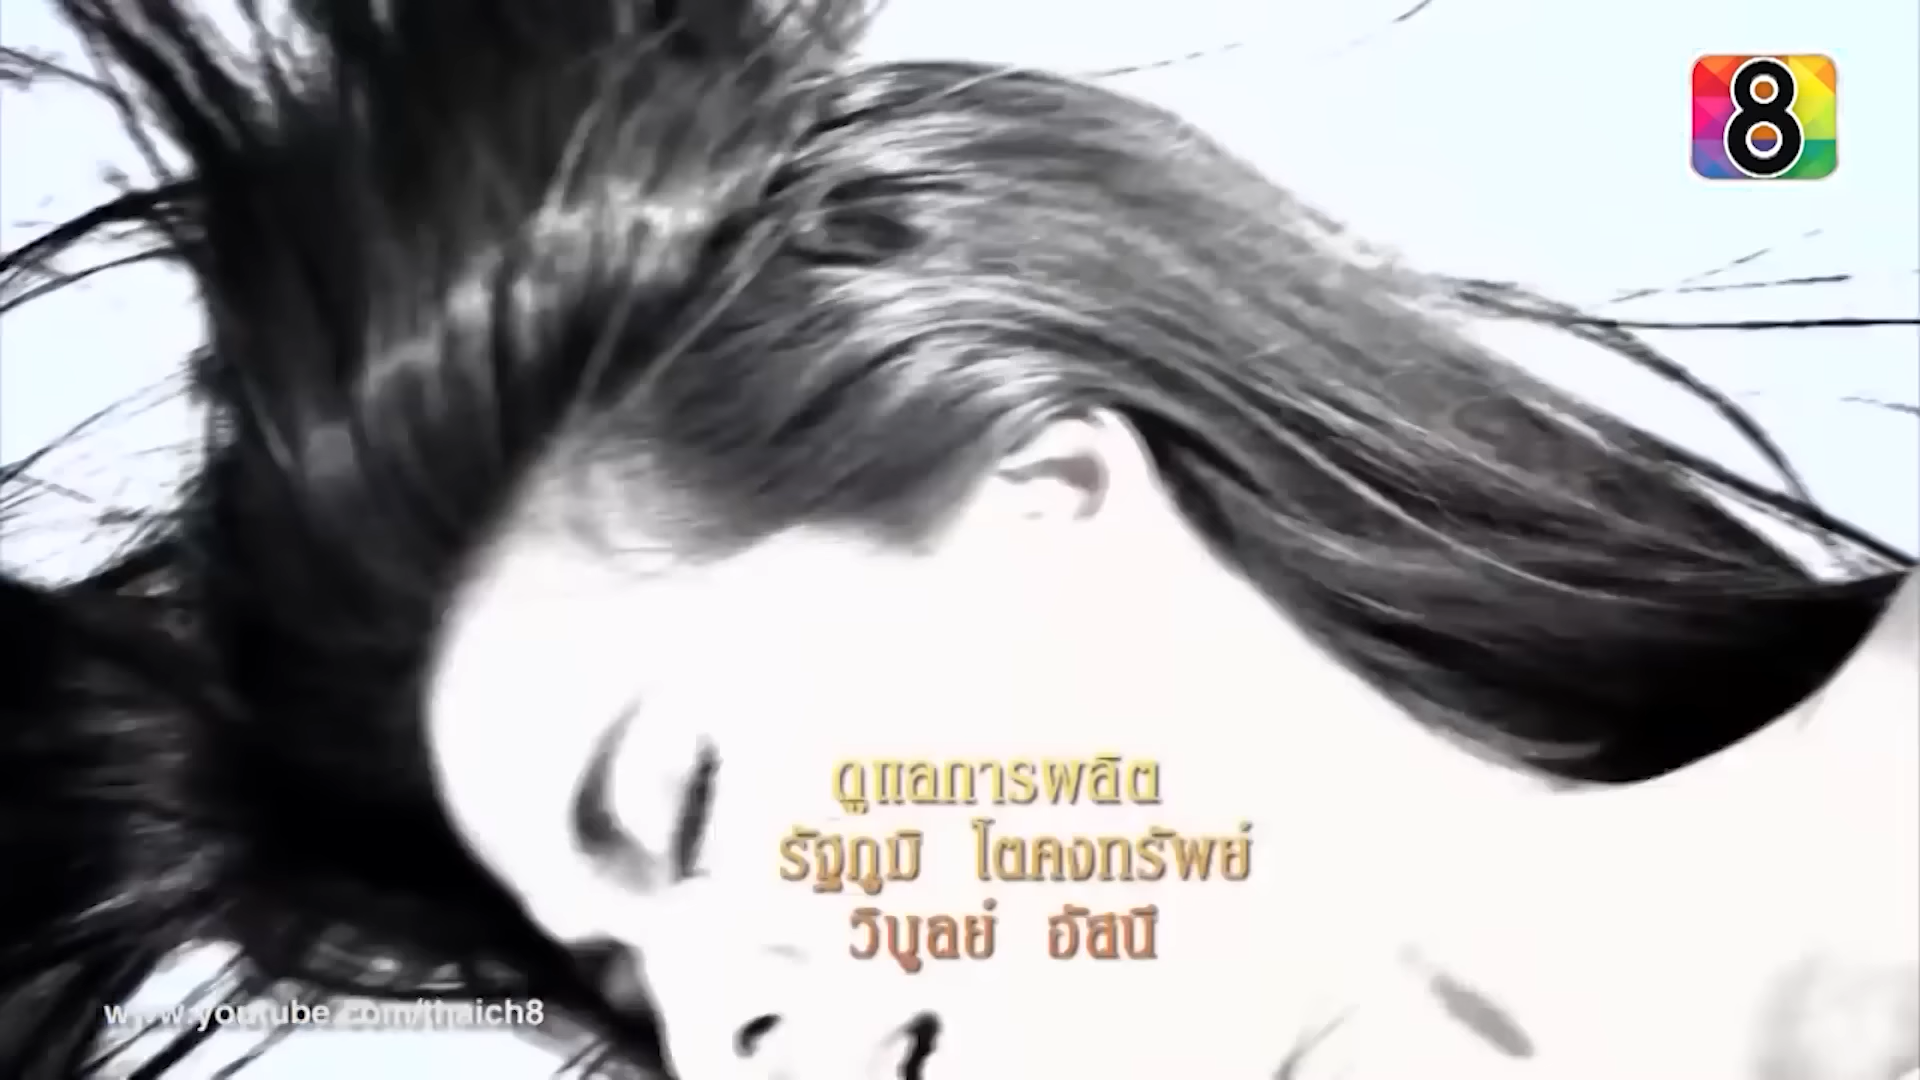 8
ดูแลการผลิต
รัฐภูมิ โตคงทรัพย์
วินูลย์ อัสนี
www.youtube.com/thaich8